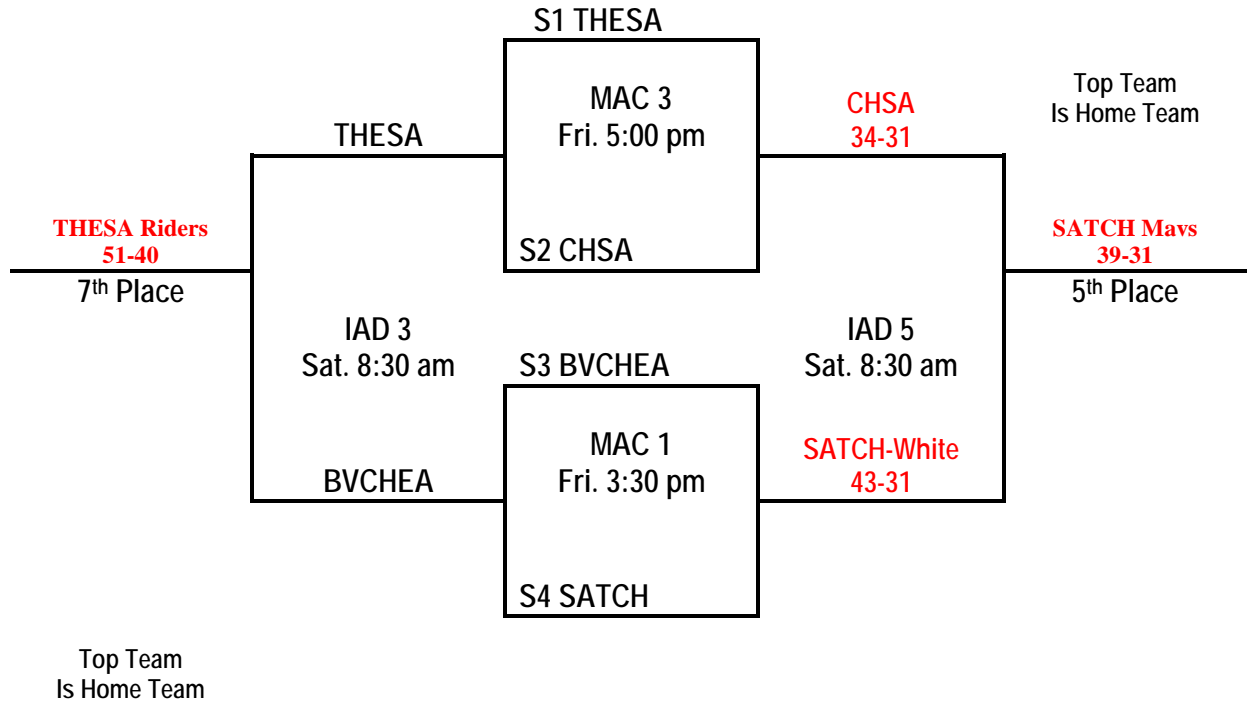 S1 THESA
MAC 3
Fri. 5:00 pm
CHSA
34-31
Top Team
Is Home Team
THESA
THESA Riders
51-40
7th Place
S2 CHSA
SATCH Mavs
39-31
5th Place
IAD 3
Sat. 8:30 am
IAD 5
Sat. 8:30 am
S3 BVCHEA
MAC 1
Fri. 3:30 pm
SATCH-White
43-31
BVCHEA
S4 SATCH
Top Team
Is Home Team